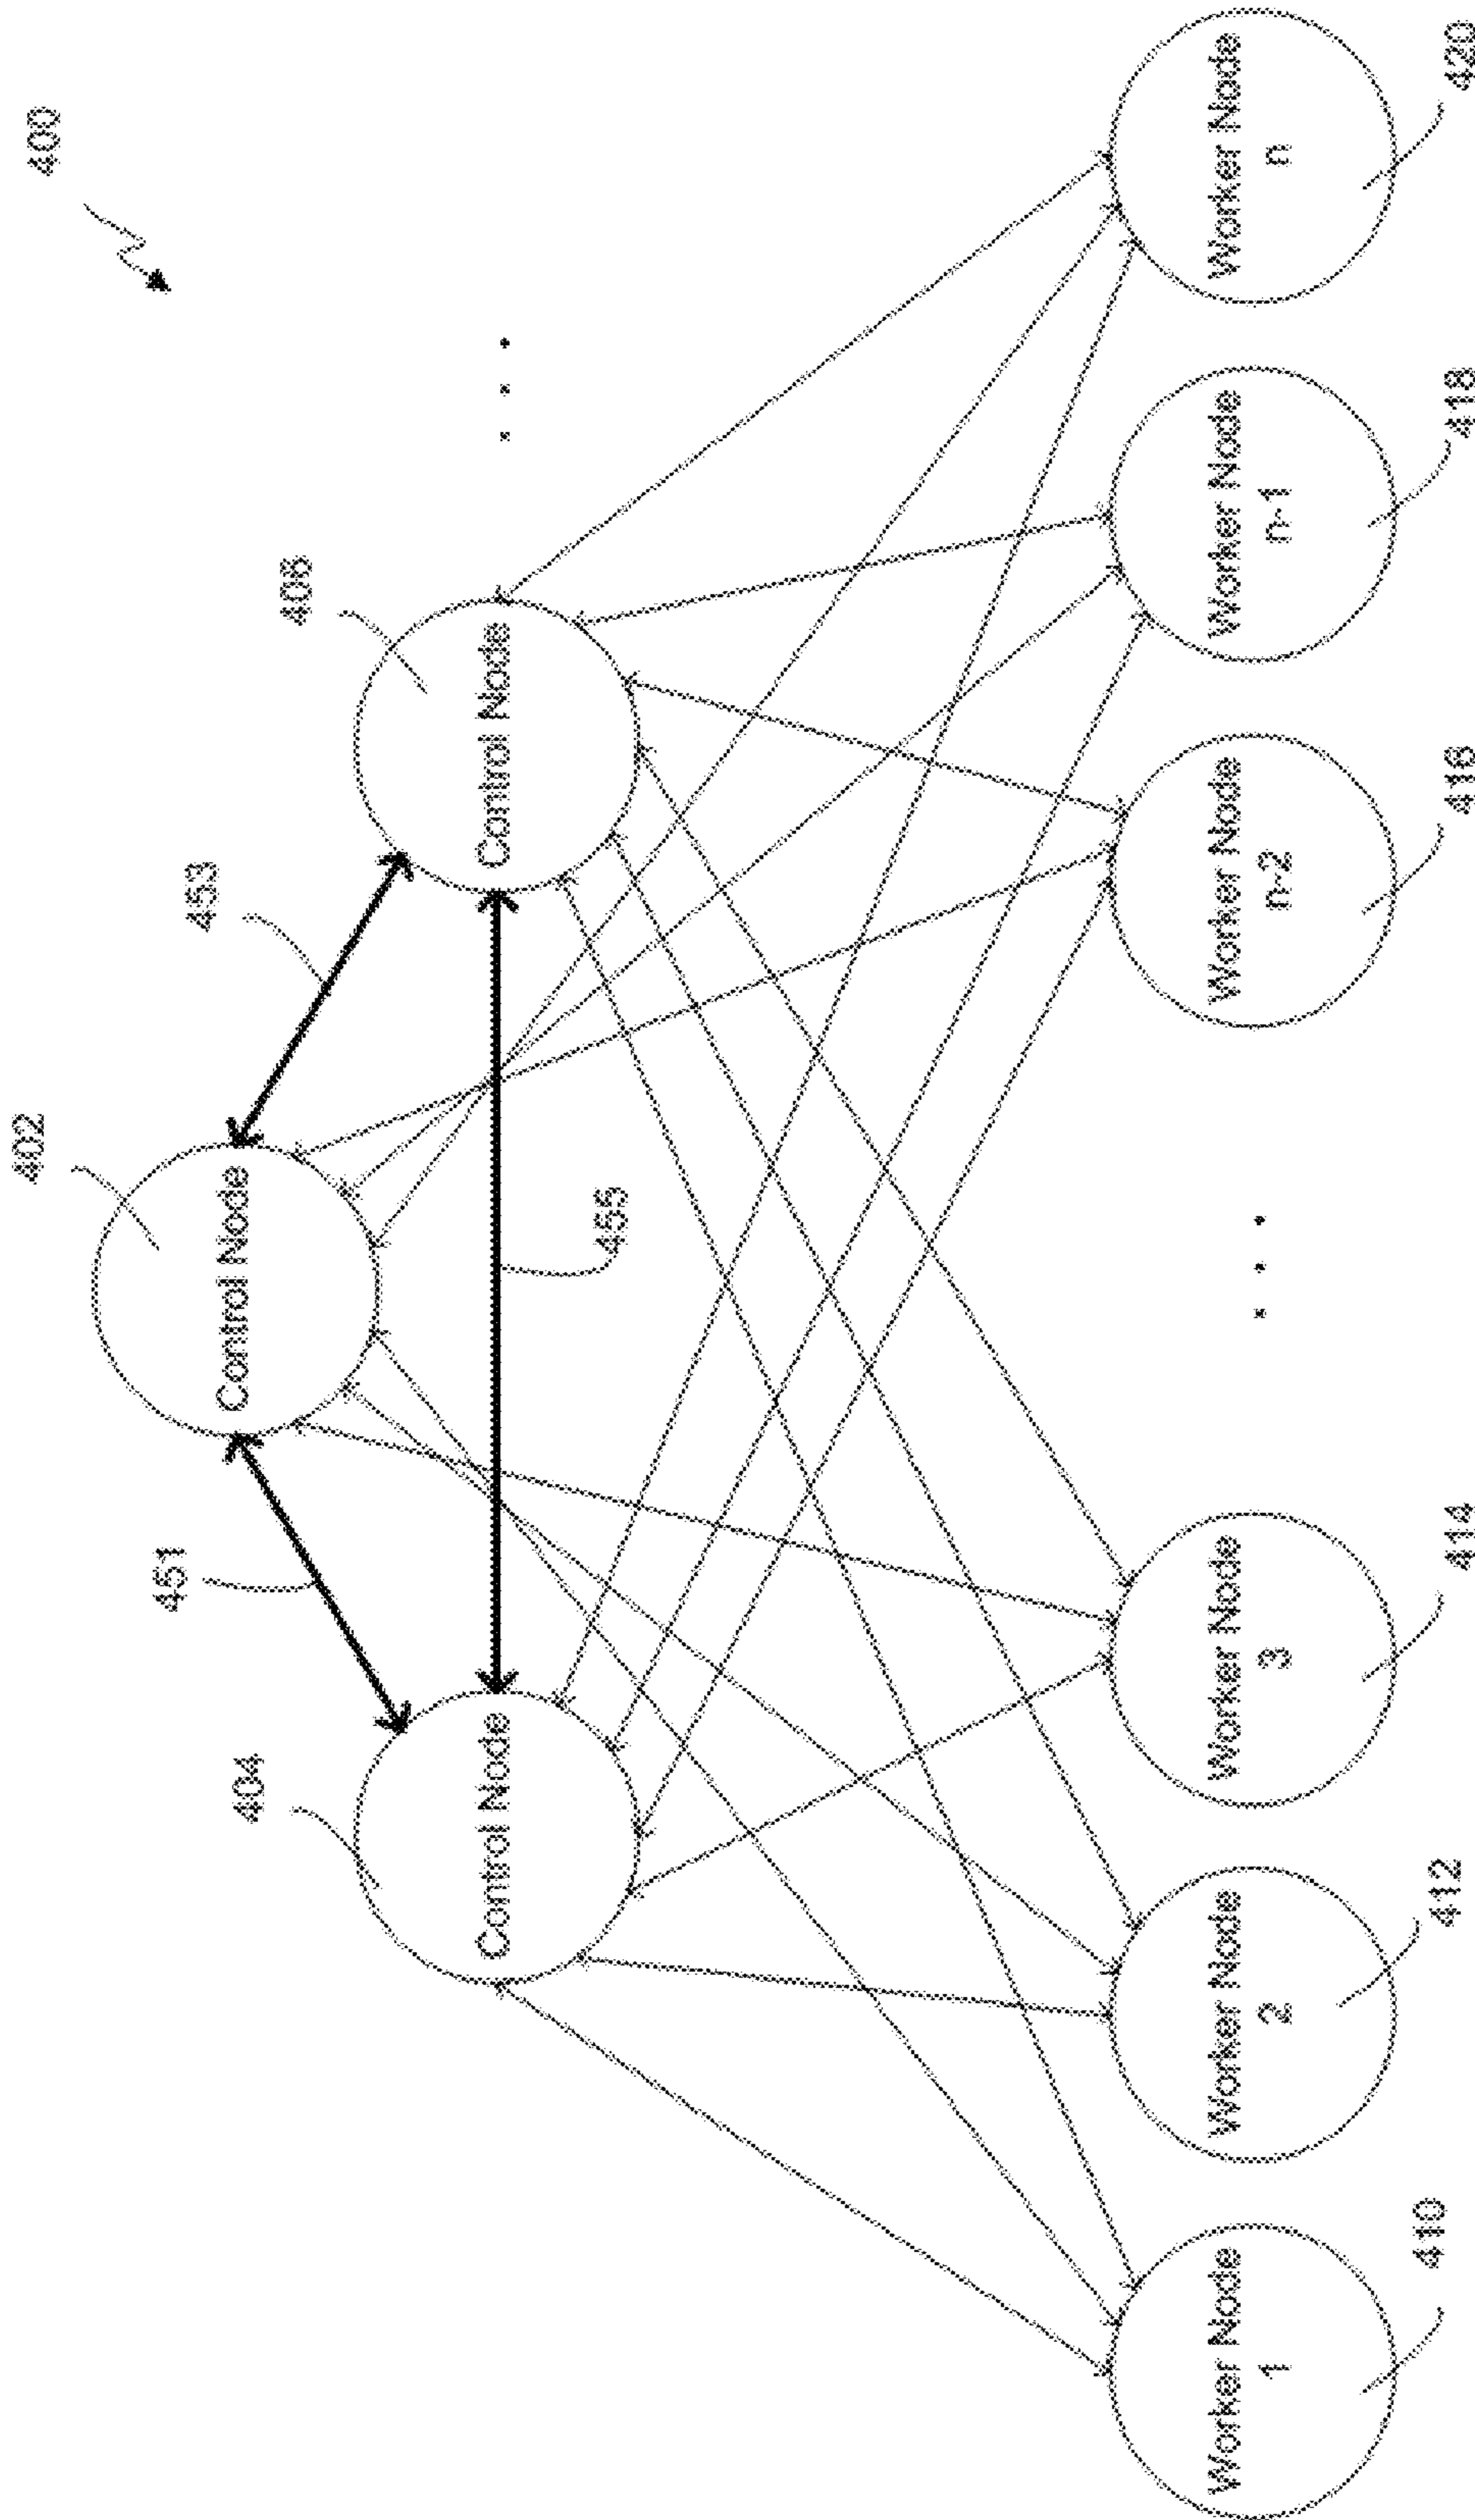 400
402
451
453
404
406
Control Node
Control Node
Control Node
455
. . .
Worker Node
1
Worker Node
2
Worker Node
3
. . .
Worker Node
n-2
Worker Node
n-1
Worker Node
n
410
412
414
416
418
420